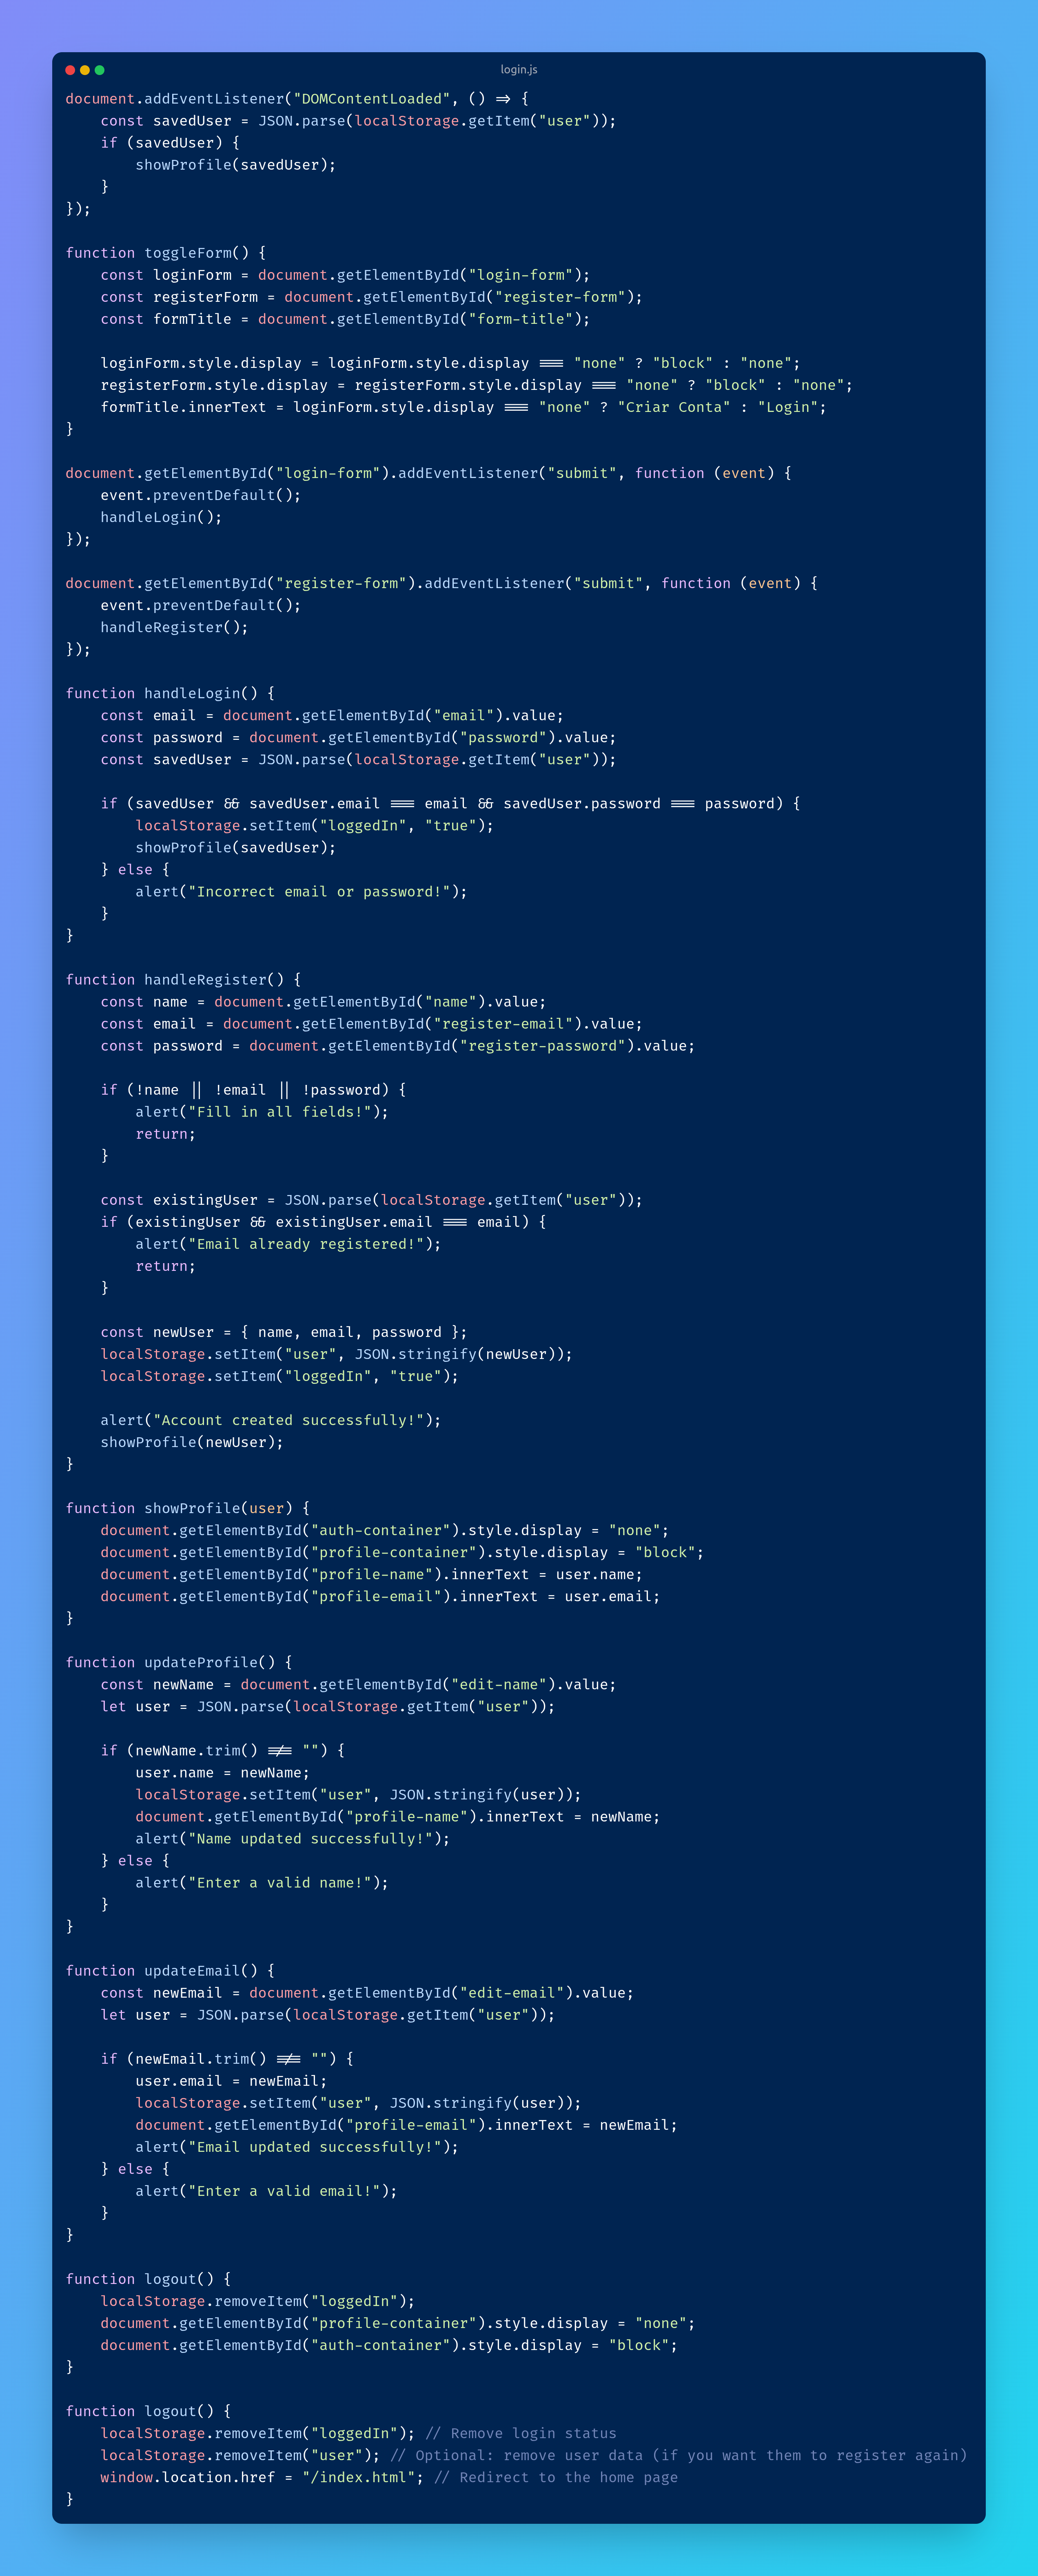 login.js
document.addEventListener("DOMContentLoaded", () => {
    const savedUser = JSON.parse(localStorage.getItem("user"));
    if (savedUser) {
        showProfile(savedUser);
    }
});

function toggleForm() {
    const loginForm = document.getElementById("login-form");
    const registerForm = document.getElementById("register-form");
    const formTitle = document.getElementById("form-title");

    loginForm.style.display = loginForm.style.display === "none" ? "block" : "none";
    registerForm.style.display = registerForm.style.display === "none" ? "block" : "none";
    formTitle.innerText = loginForm.style.display === "none" ? "Criar Conta" : "Login";
}

document.getElementById("login-form").addEventListener("submit", function (event) {
    event.preventDefault();
    handleLogin();
});

document.getElementById("register-form").addEventListener("submit", function (event) {
    event.preventDefault();
    handleRegister();
});

function handleLogin() {
    const email = document.getElementById("email").value;
    const password = document.getElementById("password").value;
    const savedUser = JSON.parse(localStorage.getItem("user"));

    if (savedUser && savedUser.email === email && savedUser.password === password) {
        localStorage.setItem("loggedIn", "true");
        showProfile(savedUser);
    } else {
        alert("Incorrect email or password!");
    }
}

function handleRegister() {
    const name = document.getElementById("name").value;
    const email = document.getElementById("register-email").value;
    const password = document.getElementById("register-password").value;

    if (!name || !email || !password) {
        alert("Fill in all fields!");
        return;
    }

    const existingUser = JSON.parse(localStorage.getItem("user"));
    if (existingUser && existingUser.email === email) {
        alert("Email already registered!");
        return;
    }

    const newUser = { name, email, password };
    localStorage.setItem("user", JSON.stringify(newUser));
    localStorage.setItem("loggedIn", "true");

    alert("Account created successfully!");
    showProfile(newUser);
}

function showProfile(user) {
    document.getElementById("auth-container").style.display = "none";
    document.getElementById("profile-container").style.display = "block";
    document.getElementById("profile-name").innerText = user.name;
    document.getElementById("profile-email").innerText = user.email;
}

function updateProfile() {
    const newName = document.getElementById("edit-name").value;
    let user = JSON.parse(localStorage.getItem("user"));

    if (newName.trim() !== "") {
        user.name = newName;
        localStorage.setItem("user", JSON.stringify(user));
        document.getElementById("profile-name").innerText = newName;
        alert("Name updated successfully!");
    } else {
        alert("Enter a valid name!");
    }
}

function updateEmail() {
    const newEmail = document.getElementById("edit-email").value;
    let user = JSON.parse(localStorage.getItem("user"));

    if (newEmail.trim() !== "") {
        user.email = newEmail;
        localStorage.setItem("user", JSON.stringify(user));
        document.getElementById("profile-email").innerText = newEmail;
        alert("Email updated successfully!");
    } else {
        alert("Enter a valid email!");
    }
}

function logout() {
    localStorage.removeItem("loggedIn");
    document.getElementById("profile-container").style.display = "none";
    document.getElementById("auth-container").style.display = "block";
}

function logout() {
    localStorage.removeItem("loggedIn"); // Remove login status
    localStorage.removeItem("user"); // Optional: remove user data (if you want them to register again)
    window.location.href = "/index.html"; // Redirect to the home page
}